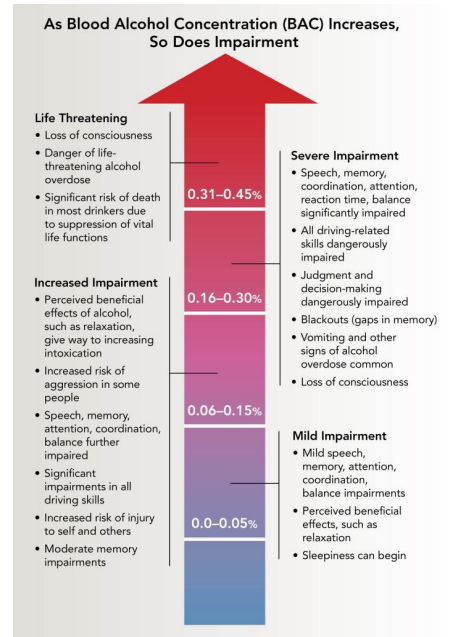 As Blood Alcohol Concentration (BAC) Increases,
So Does Impairment
Life Threatening
• Loss of consciousness
• Danger of life-
threatening alcohol
overdose
• Significant risk of death
in most drinkers due
to suppression of vital
life functions
0.31–0.45%
Severe Impairment
• Speech, memory,
coordination, attention,
reaction time, balance
significantly impaired
• All driving-related
skills dangerously
impaired
• Judgment and
decision-making
dangerously impaired
• Blackouts (gaps in memory)
• Vomiting and other
signs of alcohol
overdose common
• Loss of consciousness
0.16–0.30%
Increased Impairment
• Perceived beneficial
effects of alcohol,
such as relaxation,
give way to increasing
intoxication
• Increased risk of
aggression in some
people
• Speech, memory,
attention, coordination,
balance further
impaired
• Significant
impairments in all
driving skills
• Increased risk of injury
to self and others
• Moderate memory
impairments
0.06–0.15%
Mild Impairment
• Mild speech,
memory, attention,
coordination,
balance impairments
• Perceived beneficial
effects, such as
relaxation
• Sleepiness can begin
0.0–0.05%